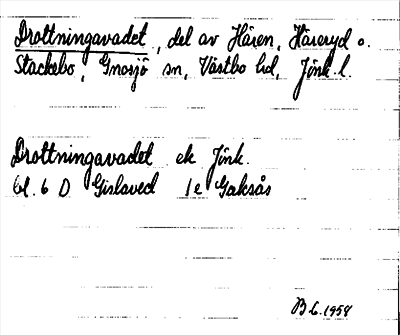 Drottningavadet, del av Hären, Häreryd o.
Stackebo, Gnosjö sn, Västbo hd, Jönk. l.
Drottningavadet ek Jönk.
bl. 6 D Gislaved 1e Gaksås
B L. 1958